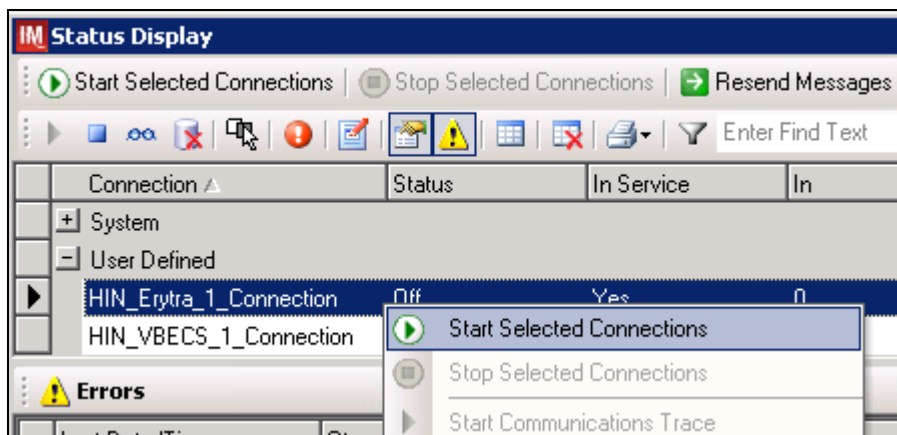 IM Status Display
Start Selected Connections Stop Selected Connections Resend Messages
Enter Find Text
Connection Status In Service In
System
User Defined
HIN_Erytra_1_Connection Off Yes 0
HIN_VBECS_1_Connection
Start Selected Connections
Stop Selected Connections
Errors
Start Communications Trace